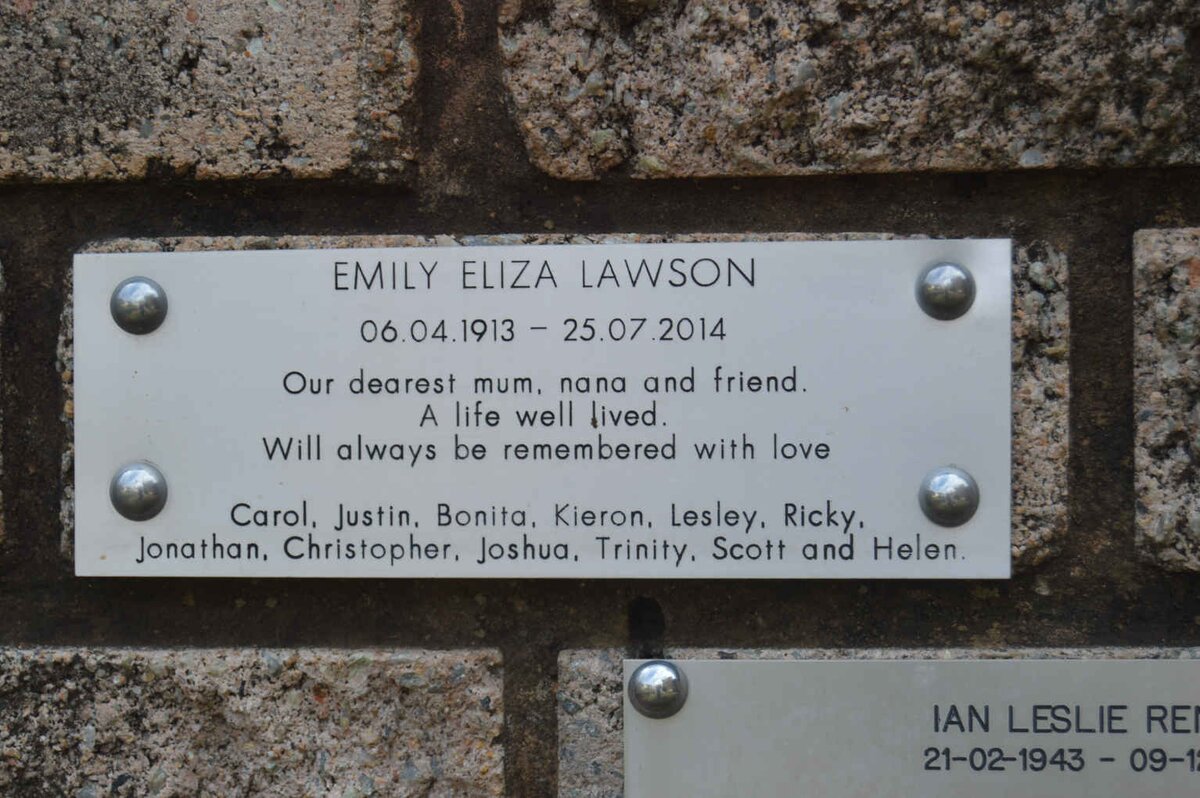 EMILY ELIZA LAWSON
06.04.1913 – 25.07.2014
Our dearest mum, nana and friend.
A life well lived.
Will always be remembered with love
Carol, Justin, Bonita, Kieron, Lesley, Ricky,
Jonathan, Christopher, Joshua, Trinity, Scott and Helen.
IAN LESLIE
21-02-1943 -